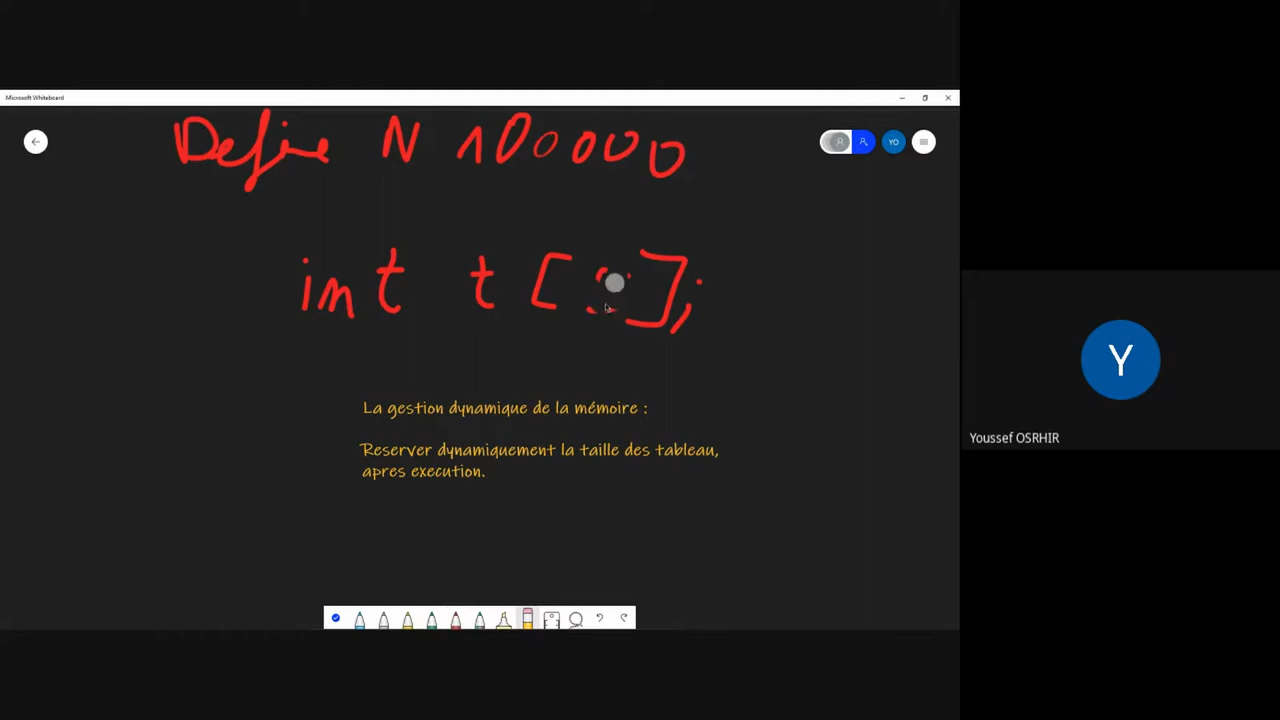 Microsoft Whiteboard
Define N 100000
YO
int t [ ];
La gestion dynamique de la mémoire :
Reserver dynamiquement la taille des tableau,
apres execution.
Y
Youssef OSRHIR